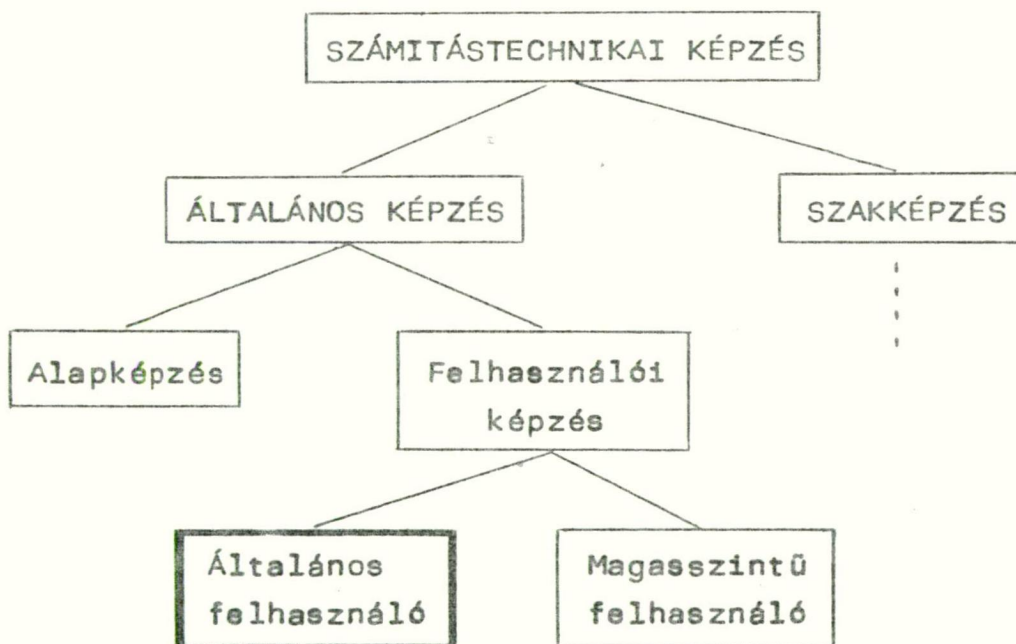 SZÁMITÁSTECHNIKAI KÉPZÉS
ÁLTALÁNOS KÉPZÉS
SZAKKÉPZÉS
Alapképzés
Felhasználói
képzés
Általános
felhasználó
Magasszintű
felhasználó